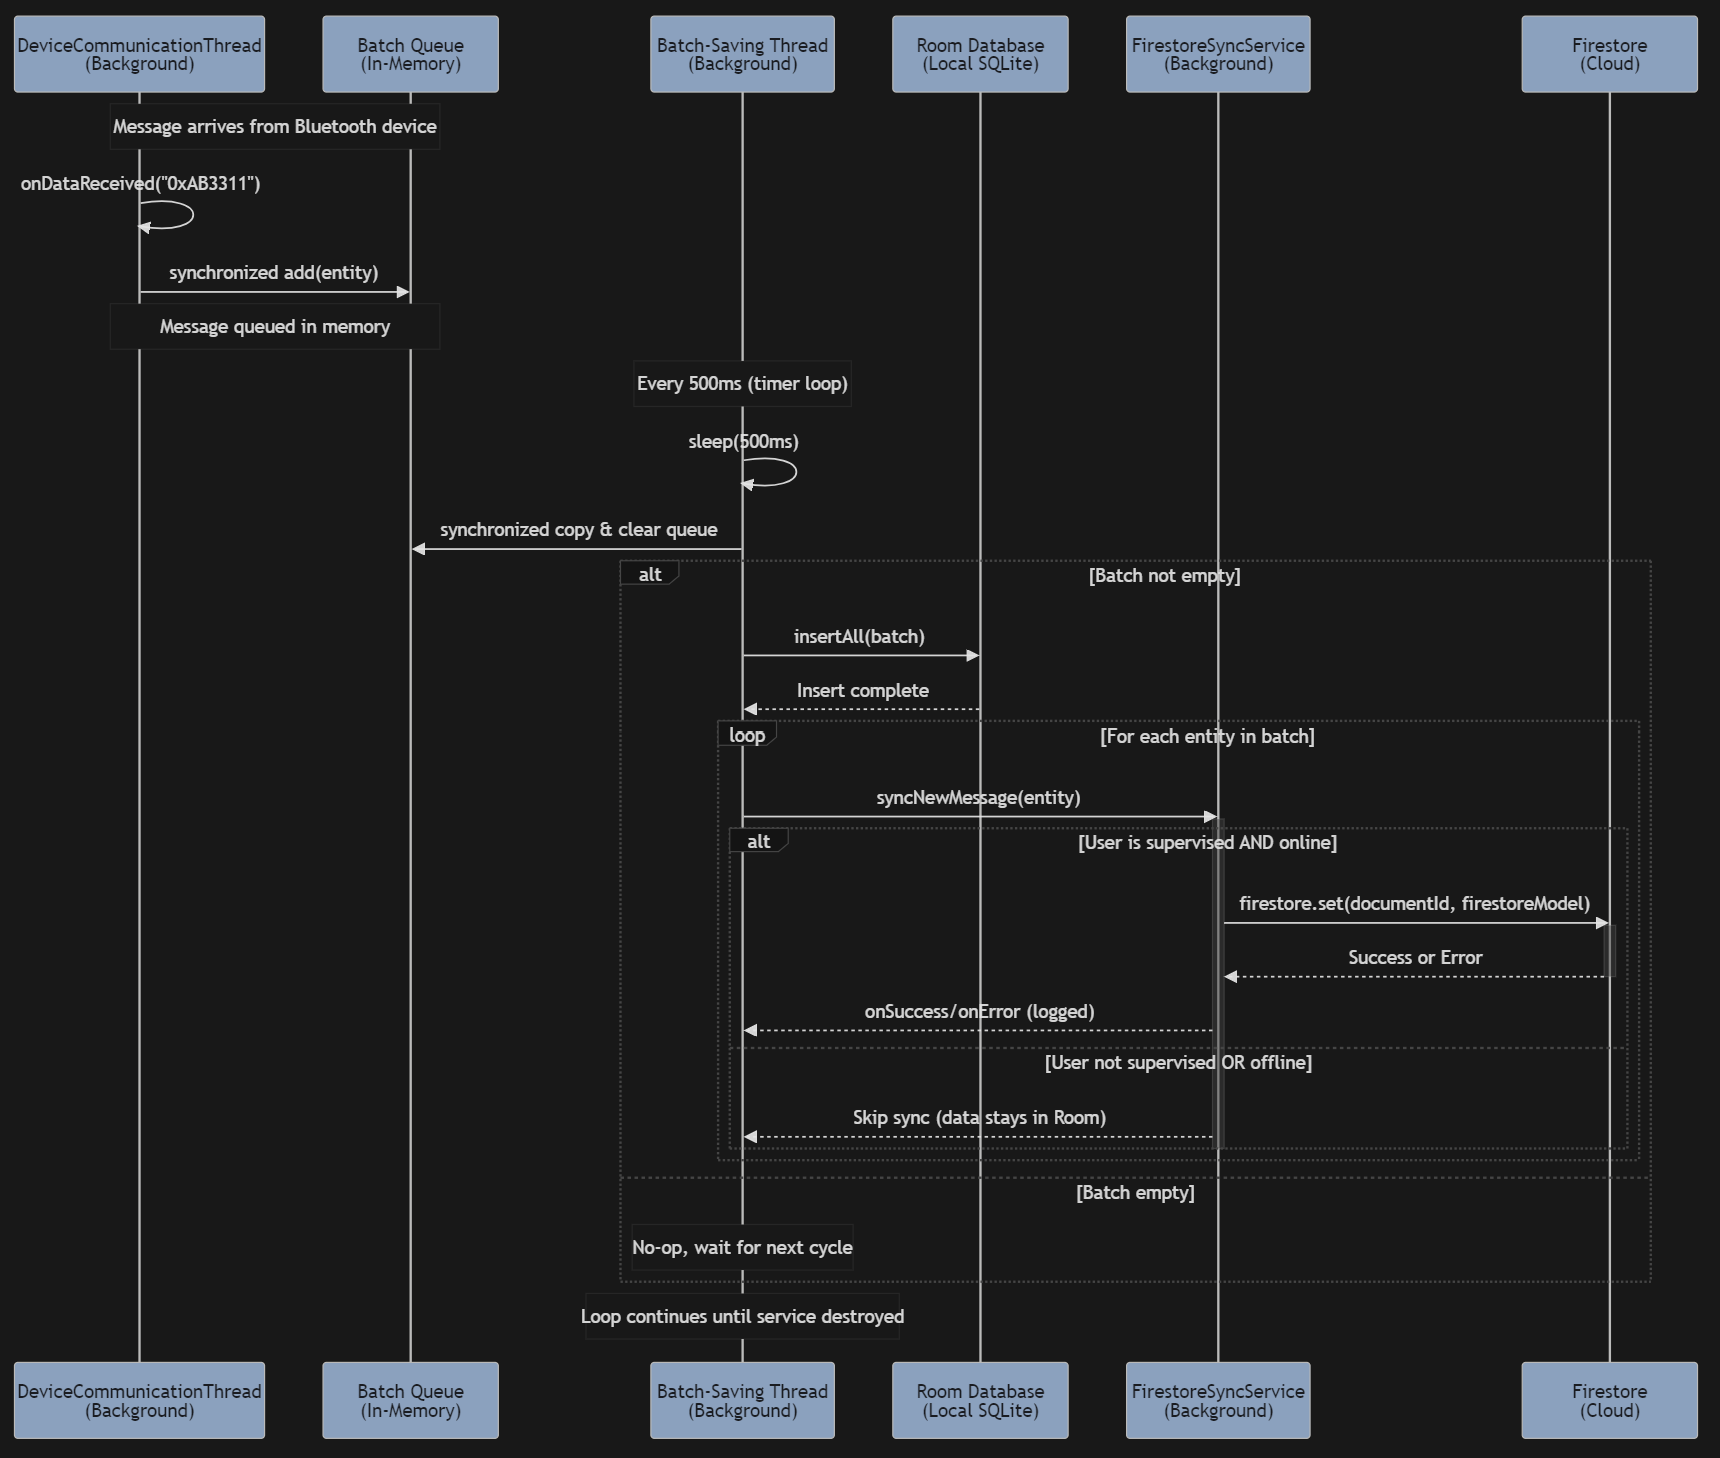 DeviceCommunicationThread
(Background)
Batch Queue
(In-Memory)
Batch-Saving Thread
(Background)
Room Database
(Local SQLite)
FirestoreSyncService
(Background)
Firestore
(Cloud)
Message arrives from Bluetooth device
onDataReceived("0xAB3311")
synchronized add(entity)
Message queued in memory
Every 500ms (timer loop)
sleep(500ms)
synchronized copy & clear queue
alt
[Batch not empty]
insertAll(batch)
Insert complete
loop
[For each entity in batch]
syncNewMessage(entity)
alt
[User is supervised AND online]
firestore.set(documentId, firestoreModel)
Success or Error
onSuccess/onError (logged)
[User not supervised OR offline]
Skip sync (data stays in Room)
[Batch empty]
No-op, wait for next cycle
Loop continues until service destroyed
DeviceCommunicationThread
(Background)
Batch Queue
(In-Memory)
Batch-Saving Thread
(Background)
Room Database
(Local SQLite)
FirestoreSyncService
(Background)
Firestore
(Cloud)